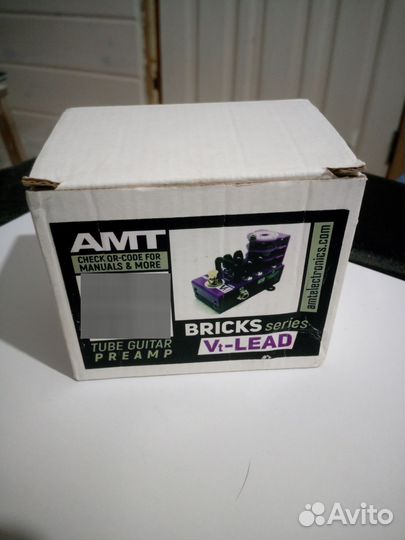 AMT
CHECK QR-CODE FOR
MANUALS & MORE
TUBE GUITAR
PREAMP
BRICKS series
Vt-LEAD
amtelectronics.com
Avito